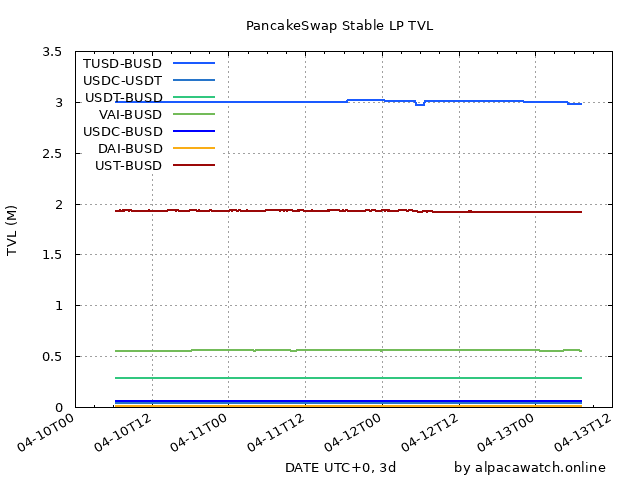 PancakeSwap Stable LP TVL
3.5
3
2.5
2
1.5
1
0.5
0
TVL (M)
TUSD-BUSD
USDC-USDT
USDT-BUSD
VAI-BUSD
USDC-BUSD
DAI-BUSD
UST-BUSD
04-10T00
04-10T12
04-11T00
04-11T12
04-12T00
04-12T12
04-13T00
04-13T12
DATE UTC+0, 3d
by alpacawatch.online